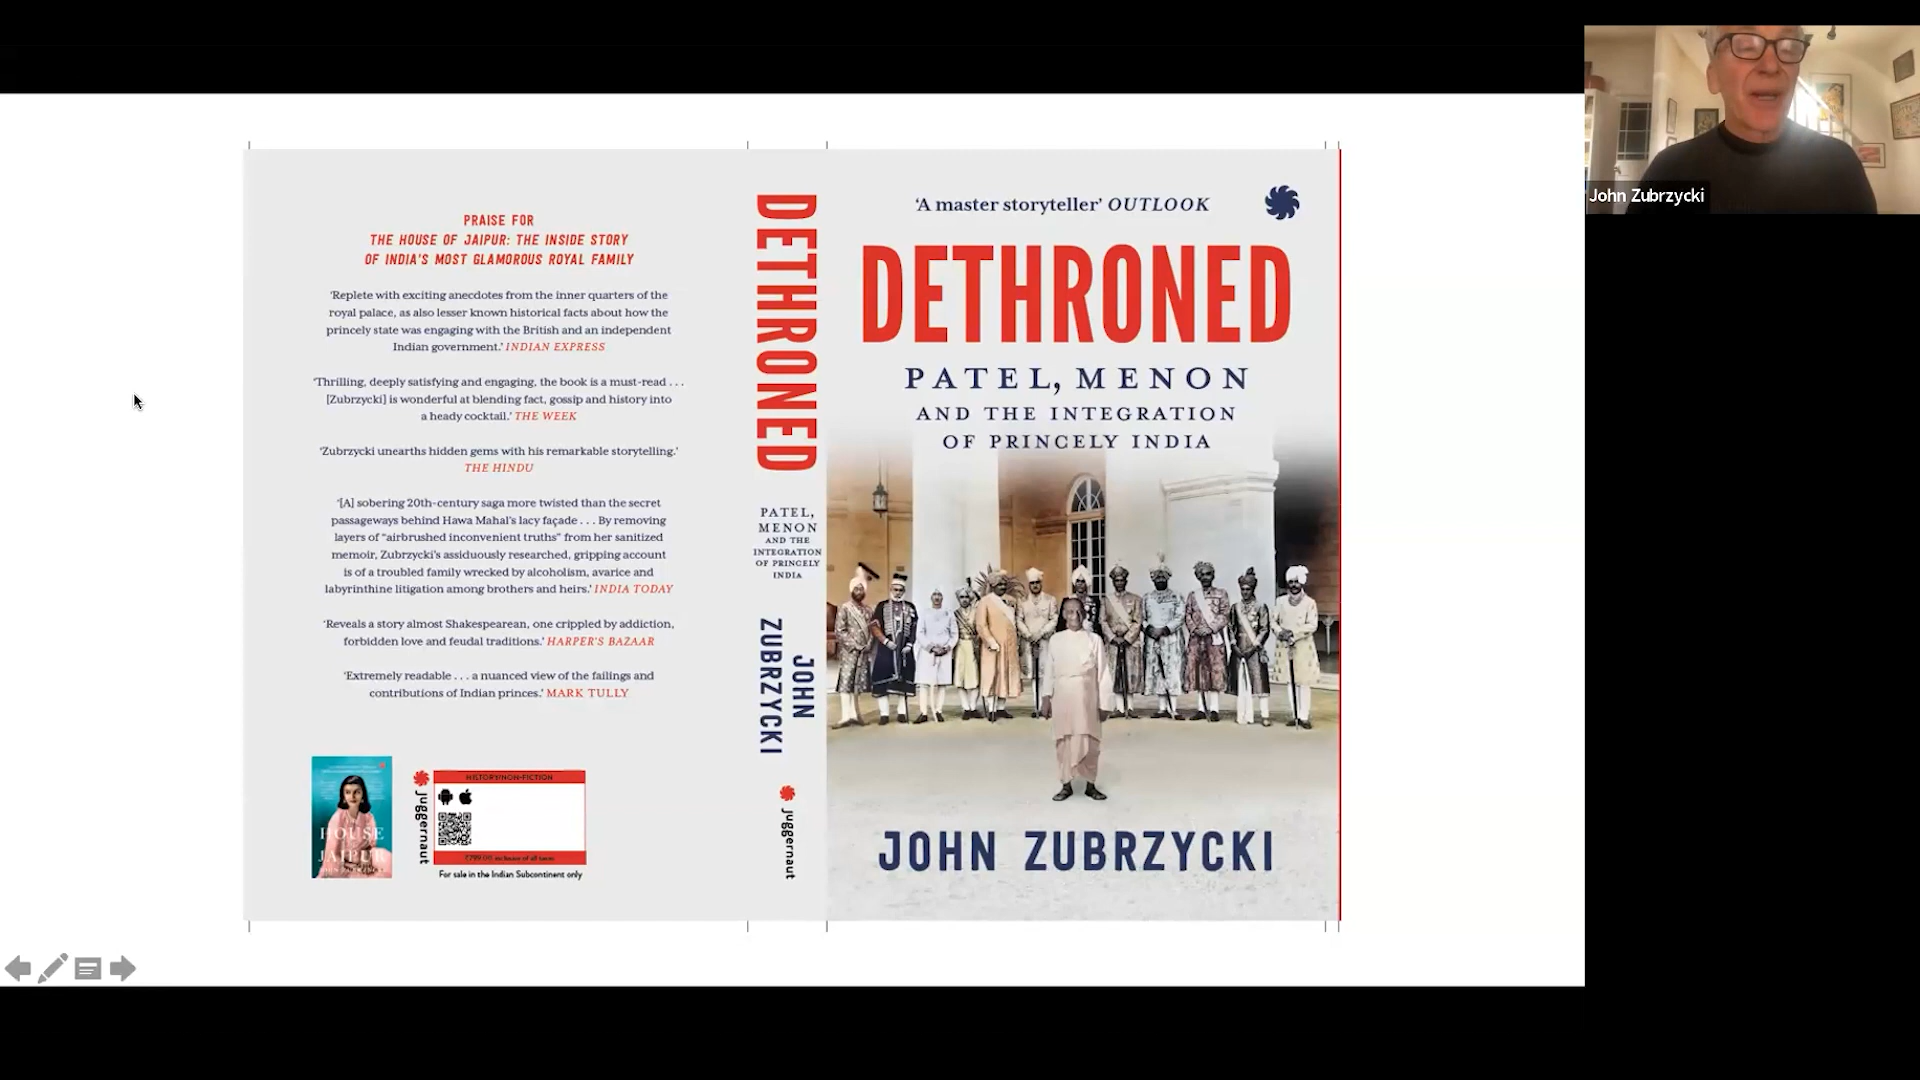 PRAISE FOR
THE HOUSE OF JAIPUR: THE INSIDE STORY
OF INDIA'S MOST GLAMOROUS ROYAL FAMILY
'Replete with exciting anecdotes from the inner quarters of the
royal palace, as also lesser known historical facts about how the
princely state was engaging with the British and an independent
Indian government.' INDIAN EXPRESS
'Thrilling, deeply satisfying and engaging, the book is a must-read . . .
[Zubrzycki] is wonderful at blending fact, gossip and history into
a heady cocktail.' THE WEEK
'Zubrzycki unearths hidden gems with his remarkable storytelling.'
THE HINDU
'[A] sobering 20th-century saga more twisted than the secret
passageways behind Hawa Mahal's lacy façade . . . By removing
layers of "airbrushed inconvenient truths" from her sanitized
memoir, Zubrzycki's assiduously researched, gripping account
is of a troubled family wrecked by alcoholism, avarice and
labyrinthine litigation among brothers and heirs.' INDIA TODAY
'Reveals a story almost Shakespearean, one crippled by addiction,
forbidden love and feudal traditions.' HARPER'S BAZAAR
'Extremely readable . . . a nuanced view of the failings and
contributions of Indian princes.' MARK TULLY
HOUSE
JAIPUR
juggernaut
HISTORY/NON-FICTION
₹799.00 inclusive of all taxes
For sale in the Indian Subcontinent only
DETHRONED
PATEL,
MENON
AND THE
INTEGRATION
OF PRINCELY
INDIA
JOHN
ZUBRZYCKI
juggernaut
'A master storyteller' OUTLOOK
DETHRONED
PATEL, MENON
AND THE INTEGRATION
OF PRINCELY INDIA
JOHN ZUBRZYCKI
John Zubrzycki